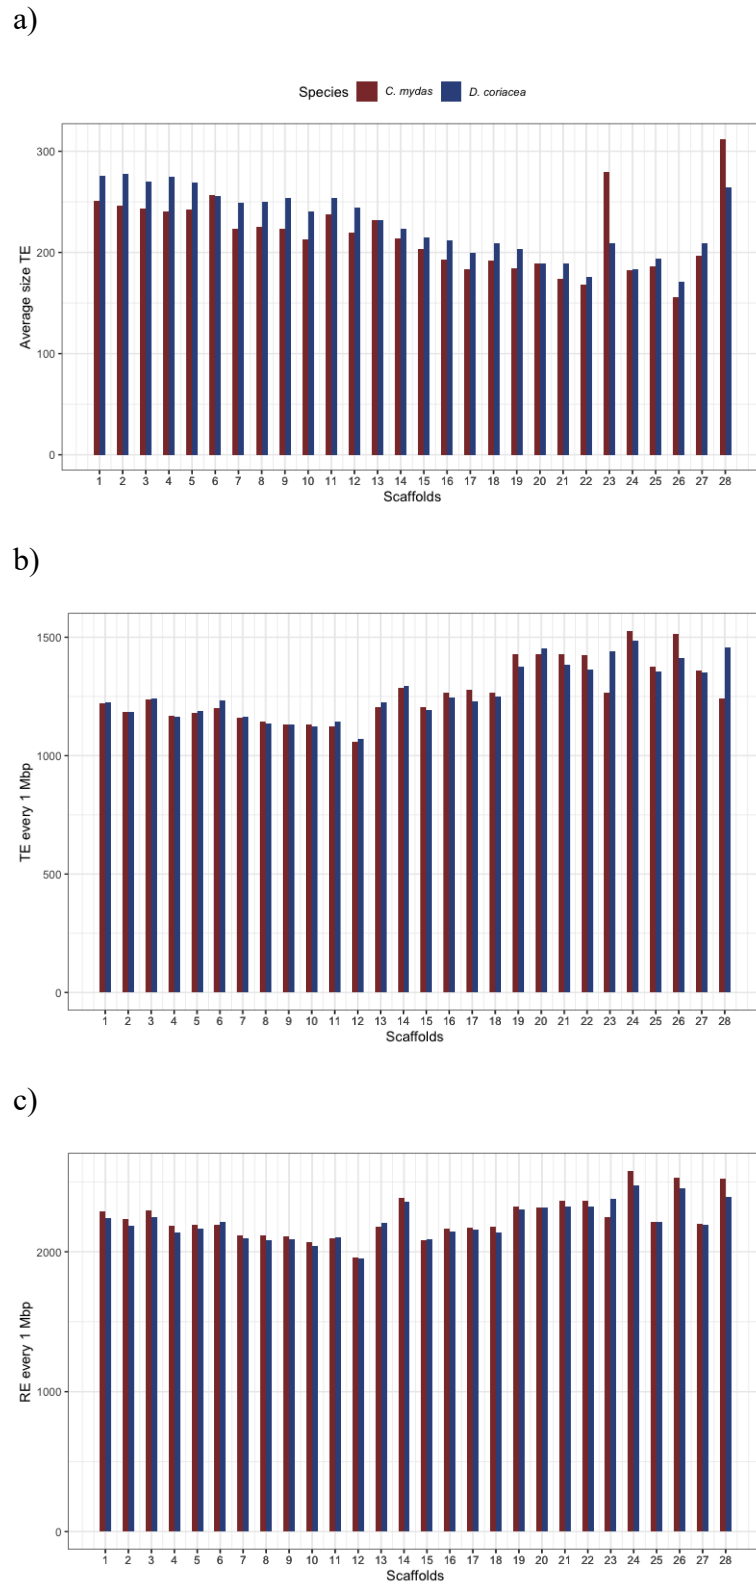 a)
Species C. mydas D. coriacea
300
200
100
0
Average size TE
1 2 3 4 5 6 7 8 9 10 11 12 13 14 15 16 17 18 19 20 21 22 23 24 25 26 27 28
Scaffolds
b)
1500
1000
500
0
TE every 1 Mbp
1 2 3 4 5 6 7 8 9 10 11 12 13 14 15 16 17 18 19 20 21 22 23 24 25 26 27 28
Scaffolds
c)
2000
1000
0
RE every 1 Mbp
1 2 3 4 5 6 7 8 9 10 11 12 13 14 15 16 17 18 19 20 21 22 23 24 25 26 27 28
Scaffolds